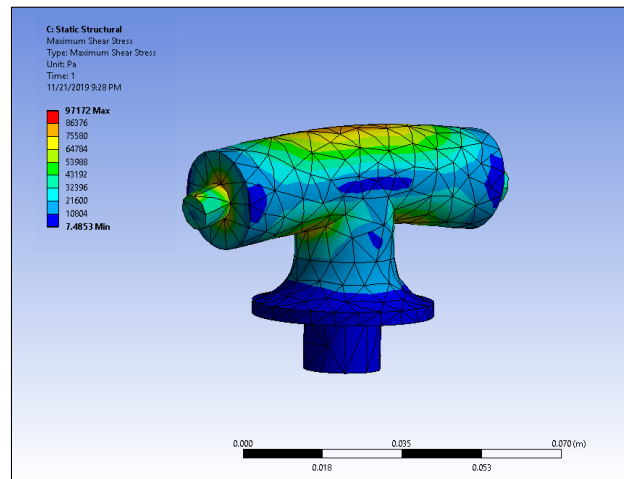 C: Static Structural
Maximum Shear Stress
Type: Maximum Shear Stress
Unit: Pa
Time: 1
11/21/2019 9:28 PM
97172 Max
86376
75580
64784
53988
43192
32396
21600
10804
7.4853 Min
0.000 0.035 0.070 (m)
0.018 0.053